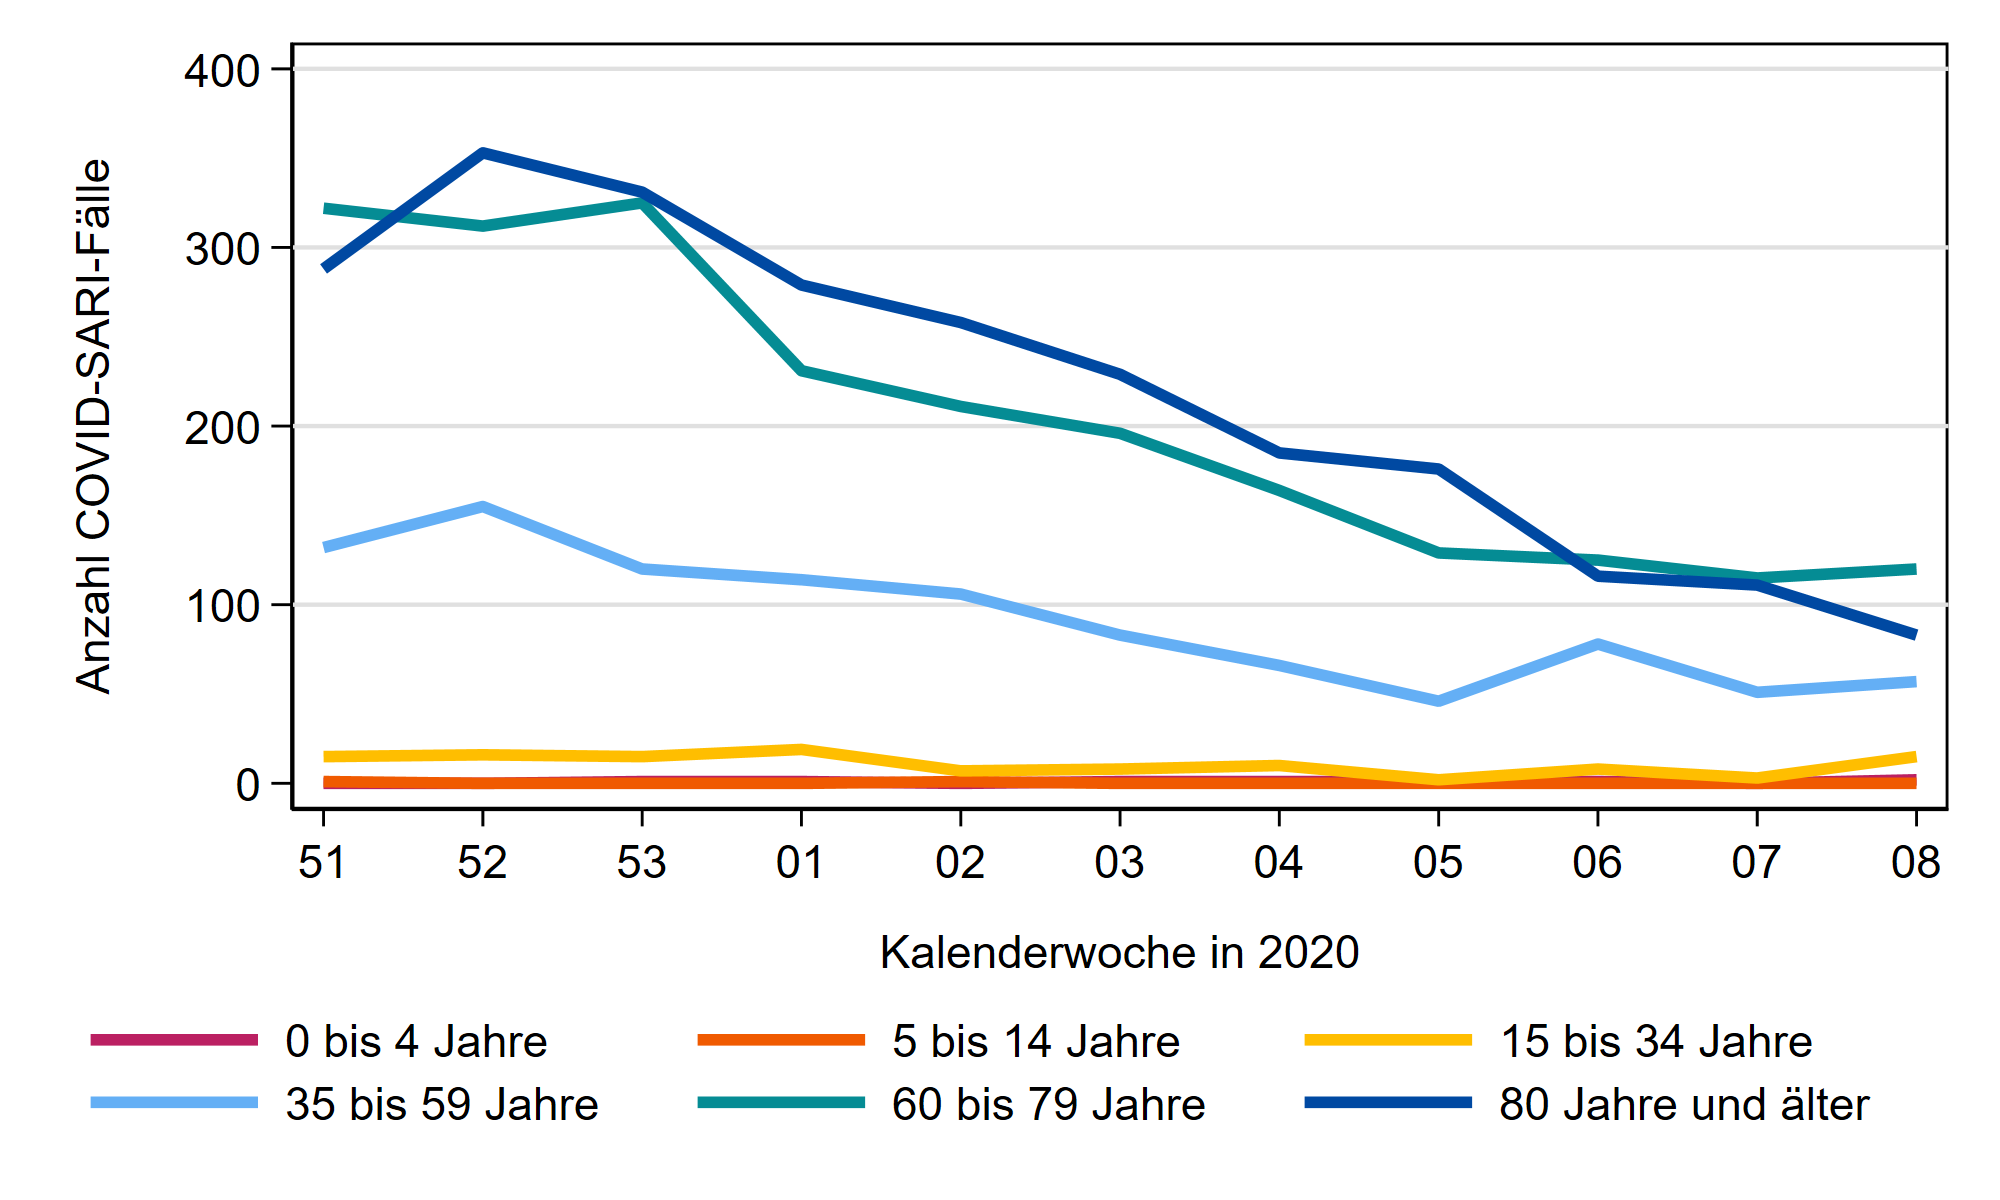 Anzahl COVID-SARI-Fälle
400
300
200
100
0
51 52 53 01 02 03 04 05 06 07 08
Kalenderwoche in 2020
0 bis 4 Jahre 5 bis 14 Jahre 15 bis 34 Jahre
35 bis 59 Jahre 60 bis 79 Jahre 80 Jahre und älter